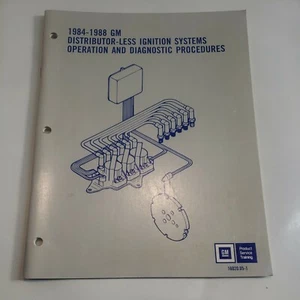 1984-1988 GM
DISTRIBUTOR-LESS IGNITION SYSTEMS
OPERATION AND DIAGNOSTIC PROCEDURES
GM
Product
Service
Training